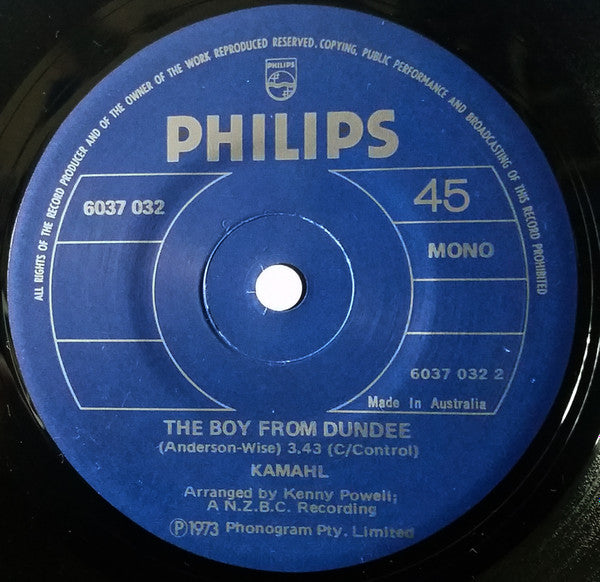 ALL RIGHTS OF THE RECORD PRODUCER AND OF THE OWNER OF THE WORK REPRODUCED RESERVED. COPYING, PUBLIC PERFORMANCE AND BROADCASTING OF THIS RECORD PROHIBITED
PHILIPS
PHILIPS
6037 032
45
MONO
6037 032 2
Made In Australia
THE BOY FROM DUNDEE
(Anderson-Wise) 3.43 (C/Control)
KAMAHL
Arranged by Kenny Powell;
A N.Z.B.C. Recording
Ⓟ1973 Phonogram Pty. Limited